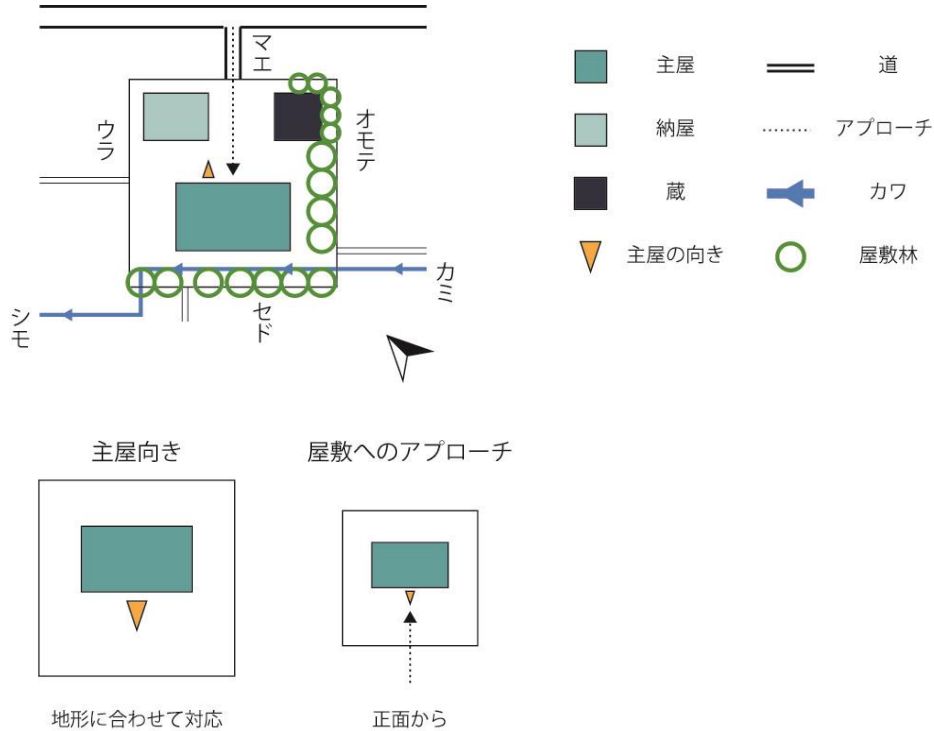 マエ
オモテ
ウラ
カミ
セド
シモ
主屋
道
納屋
アプローチ
蔵
カワ
主屋の向き
屋敷林
主屋向き
屋敷へのアプローチ
地形に合わせて対応
正面から